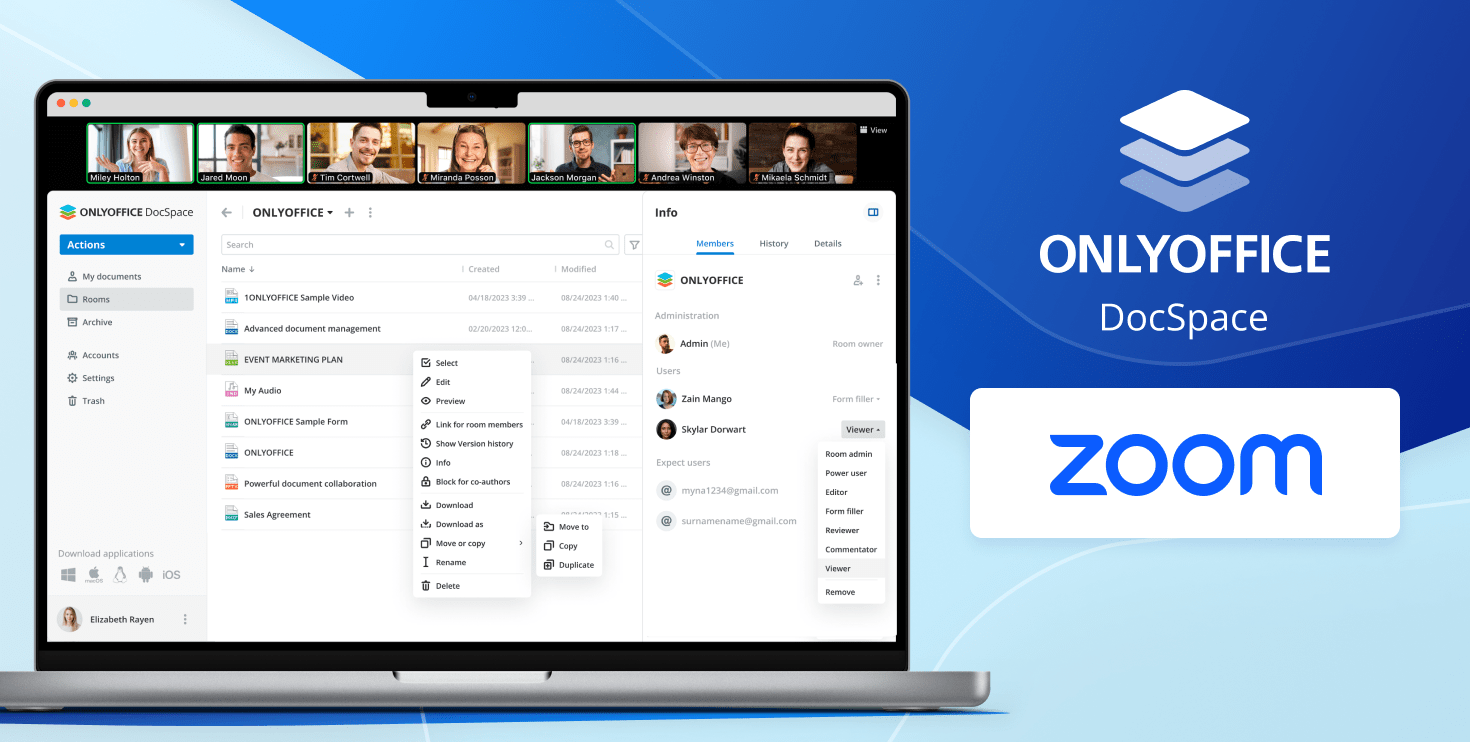 View
Miley Holton
Jared Moon
Tim Cortwell
Miranda Posson
Jackson Morgan
Andrea Winston
Mikaela Schmidt
ONLYOFFICE DocSpace
Actions
My documents
Rooms
Archive
Accounts
Settings
Trash
Download applications
macOS
iOS
Elizabeth Rayen
ONLYOFFICE
Search
Name Created Modified
1ONLYOFFICE Sample Video 04/18/2023 3:39 ... 08/24/2023 1:40 ...
Advanced document management 02/20/2023 12:0... 08/24/2023 1:17 ...
EVENT MARKETING PLAN 08/24/2023 1:16 ...
My Audio 08/24/2023 1:44 ...
ONLYOFFICE Sample Form 04/18/2023 3:39 ...
ONLYOFFICE 08/24/2023 1:18 ...
Powerful document collaboration 08/24/2023 1:16 ...
Sales Agreement 1:15 ...
Select
Edit
Preview
Link for room members
Show Version history
Info
Block for co-authors
Download
Download as
Move or copy
Rename
Delete
Move to
Copy
Duplicate
Info
Members History Details
ONLYOFFICE
Administration
Admin (Me) Room owner
Users
Zain Mango Form filler
Skylar Dorwart Viewer
Expect users
@ myna1234@gmail.com
@ surnamename@gmail.com
Room admin
Power user
Editor
Form filler
Reviewer
Commentator
Viewer
Remove
ONLYOFFICE
DocSpace
zoom